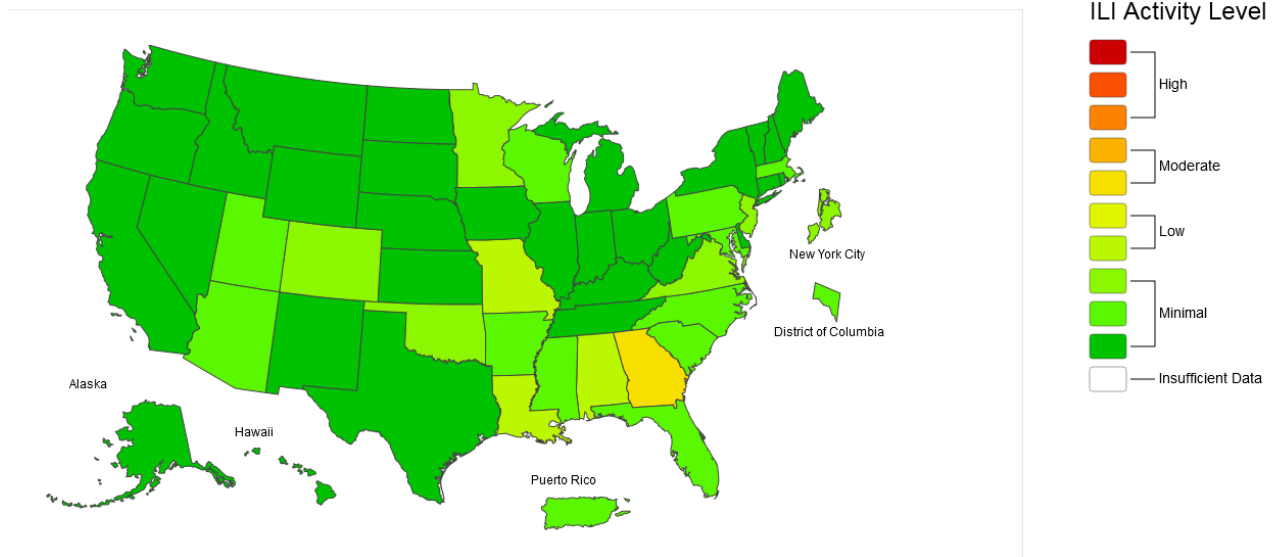 ILI Activity Level
High
Moderate
Low
Minimal
Insufficient Data
New York City
District of Columbia
Alaska
Hawaii
Puerto Rico